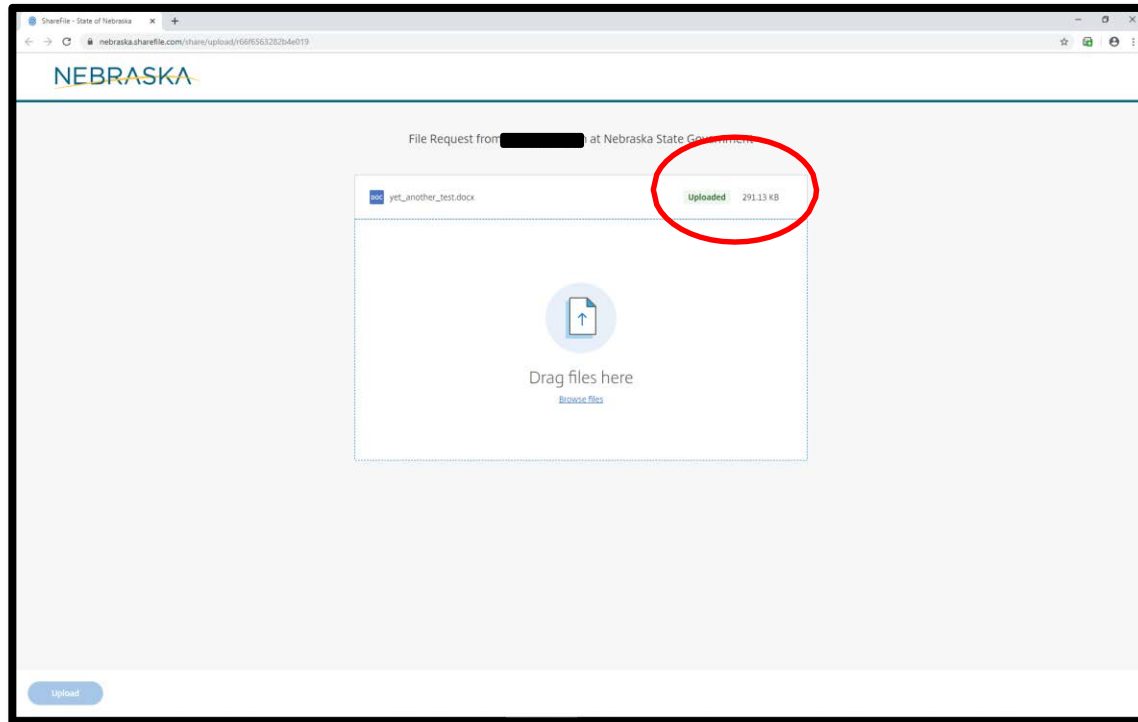 ShareFile - State of Nebraska
nebraska.sharefile.com/share/upload/r66f6563282b4e019
NEBRASKA
File Request from at Nebraska State Government
DOC yet_another_test.docx Uploaded 291.13 KB
Drag files here
Browse files
Upload